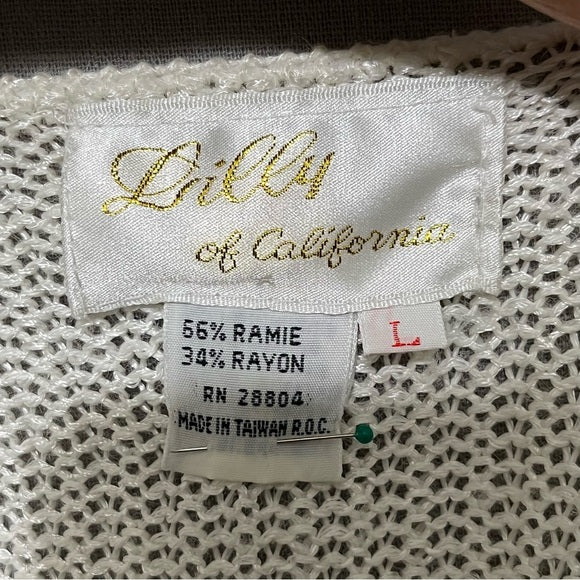 Lilly
of California
66% RAMIE
34% RAYON
RN 28804
MADE IN TAIWAN R.O.C.
L